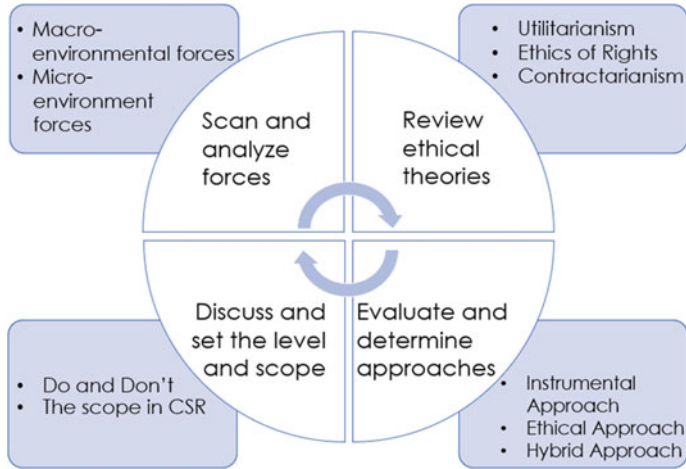 • Macro-
environmental forces
• Micro-
environment
forces
• Utilitarianism
• Ethics of Rights
• Contractarianism
Scan and
analyze
forces
Review
ethical
theories
Discuss and
set the level
and scope
Evaluate and
determine
approaches
• Do and Don't
• The scope in CSR
• Instrumental
Approach
• Ethical Approach
• Hybrid Approach